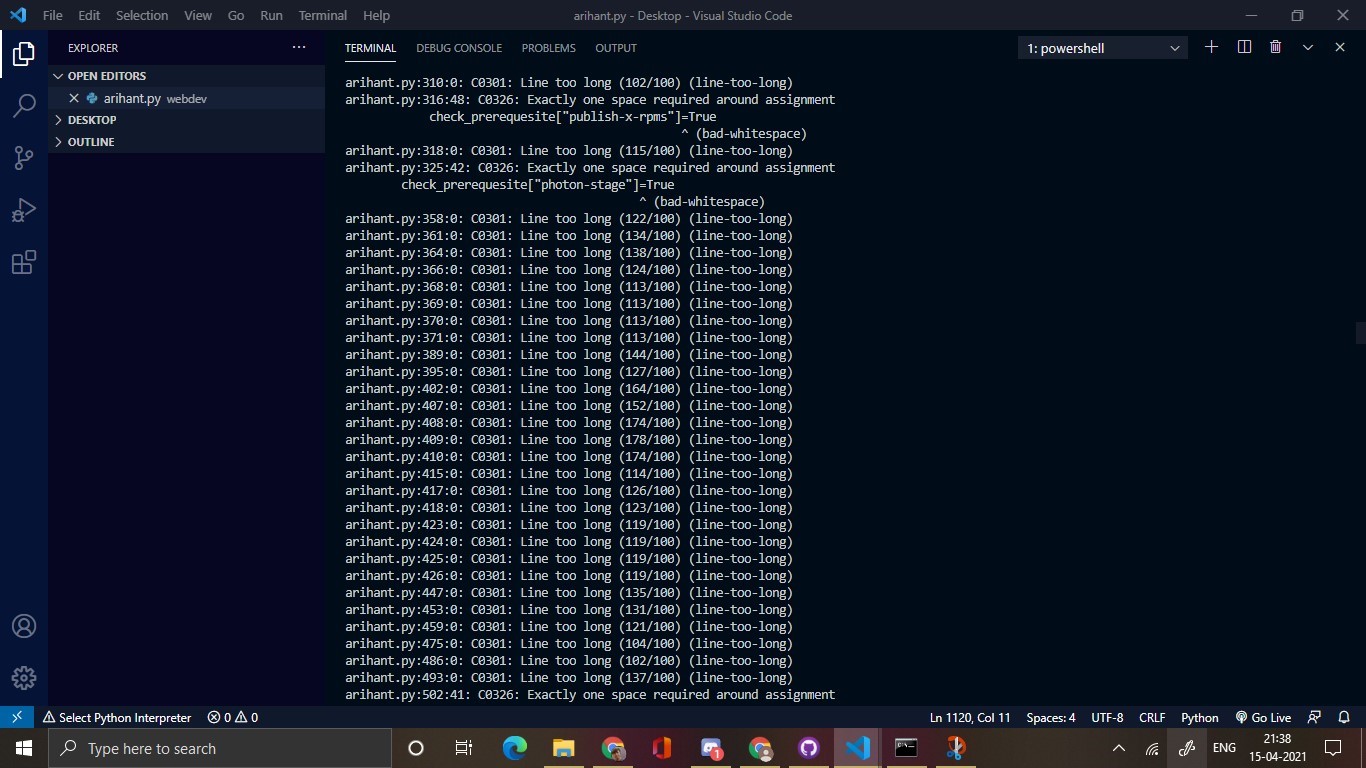 File Edit Selection View Go Run Terminal Help arihant.py - Desktop - Visual Studio Code
EXPLORER ···
OPEN EDITORS
arihant.py webdev
DESKTOP
OUTLINE
TERMINAL DEBUG CONSOLE PROBLEMS OUTPUT 1: powershell
arihant.py:310:0: C0301: Line too long (102/100) (line-too-long)
arihant.py:316:48: C0326: Exactly one space required around assignment
check_prerequesite["publish-x-rpms"]=True
^ (bad-whitespace)
arihant.py:318:0: C0301: Line too long (115/100) (line-too-long)
arihant.py:325:42: C0326: Exactly one space required around assignment
check_prerequesite["photon-stage"]=True
^ (bad-whitespace)
arihant.py:358:0: C0301: Line too long (122/100) (line-too-long)
arihant.py:361:0: C0301: Line too long (134/100) (line-too-long)
arihant.py:364:0: C0301: Line too long (138/100) (line-too-long)
arihant.py:366:0: C0301: Line too long (124/100) (line-too-long)
arihant.py:368:0: C0301: Line too long (113/100) (line-too-long)
arihant.py:369:0: C0301: Line too long (113/100) (line-too-long)
arihant.py:370:0: C0301: Line too long (113/100) (line-too-long)
arihant.py:371:0: C0301: Line too long (113/100) (line-too-long)
arihant.py:389:0: C0301: Line too long (144/100) (line-too-long)
arihant.py:395:0: C0301: Line too long (127/100) (line-too-long)
arihant.py:402:0: C0301: Line too long (164/100) (line-too-long)
arihant.py:407:0: C0301: Line too long (152/100) (line-too-long)
arihant.py:408:0: C0301: Line too long (174/100) (line-too-long)
arihant.py:409:0: C0301: Line too long (178/100) (line-too-long)
arihant.py:410:0: C0301: Line too long (174/100) (line-too-long)
arihant.py:415:0: C0301: Line too long (114/100) (line-too-long)
arihant.py:417:0: C0301: Line too long (126/100) (line-too-long)
arihant.py:418:0: C0301: Line too long (123/100) (line-too-long)
arihant.py:423:0: C0301: Line too long (119/100) (line-too-long)
arihant.py:424:0: C0301: Line too long (119/100) (line-too-long)
arihant.py:425:0: C0301: Line too long (119/100) (line-too-long)
arihant.py:426:0: C0301: Line too long (119/100) (line-too-long)
arihant.py:447:0: C0301: Line too long (135/100) (line-too-long)
arihant.py:453:0: C0301: Line too long (131/100) (line-too-long)
arihant.py:459:0: C0301: Line too long (121/100) (line-too-long)
arihant.py:475:0: C0301: Line too long (104/100) (line-too-long)
arihant.py:486:0: C0301: Line too long (102/100) (line-too-long)
arihant.py:493:0: C0301: Line too long (137/100) (line-too-long)
arihant.py:502:41: C0326: Exactly one space required around assignment
Select Python Interpreter 0 0 Ln 1120, Col 11 Spaces: 4 UTF-8 CRLF Python Go Live
Type here to search 1 ENG 21:38
15-04-2021